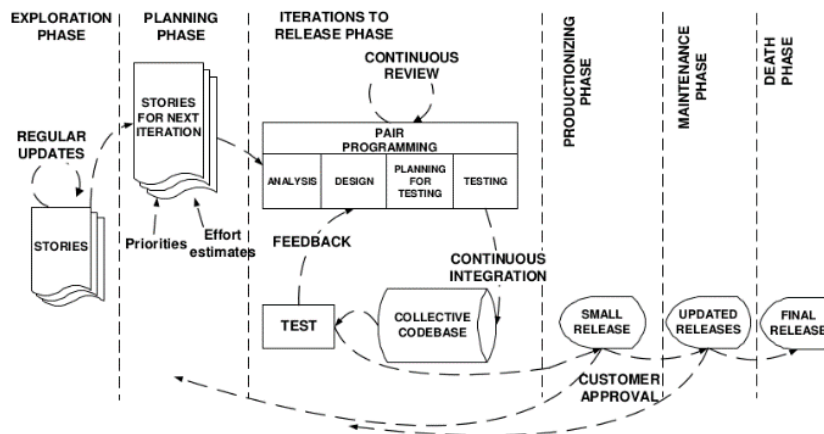 EXPLORATION
PHASE
PLANNING
PHASE
ITERATIONS TO
RELEASE PHASE
PRODUCTIONIZING
PHASE
MAINTENANCE
PHASE
DEATH
PHASE
CONTINUOUS
REVIEW
REGULAR
UPDATES
STORIES
FOR NEXT
ITERATION
PAIR
PROGRAMMING
ANALYSIS
DESIGN
PLANNING
FOR
TESTING
TESTING
STORIES
Priorities
Effort
estimates
FEEDBACK
CONTINUOUS
INTEGRATION
TEST
COLLECTIVE
CODEBASE
SMALL
RELEASE
UPDATED
RELEASES
FINAL
RELEASE
CUSTOMER
APPROVAL